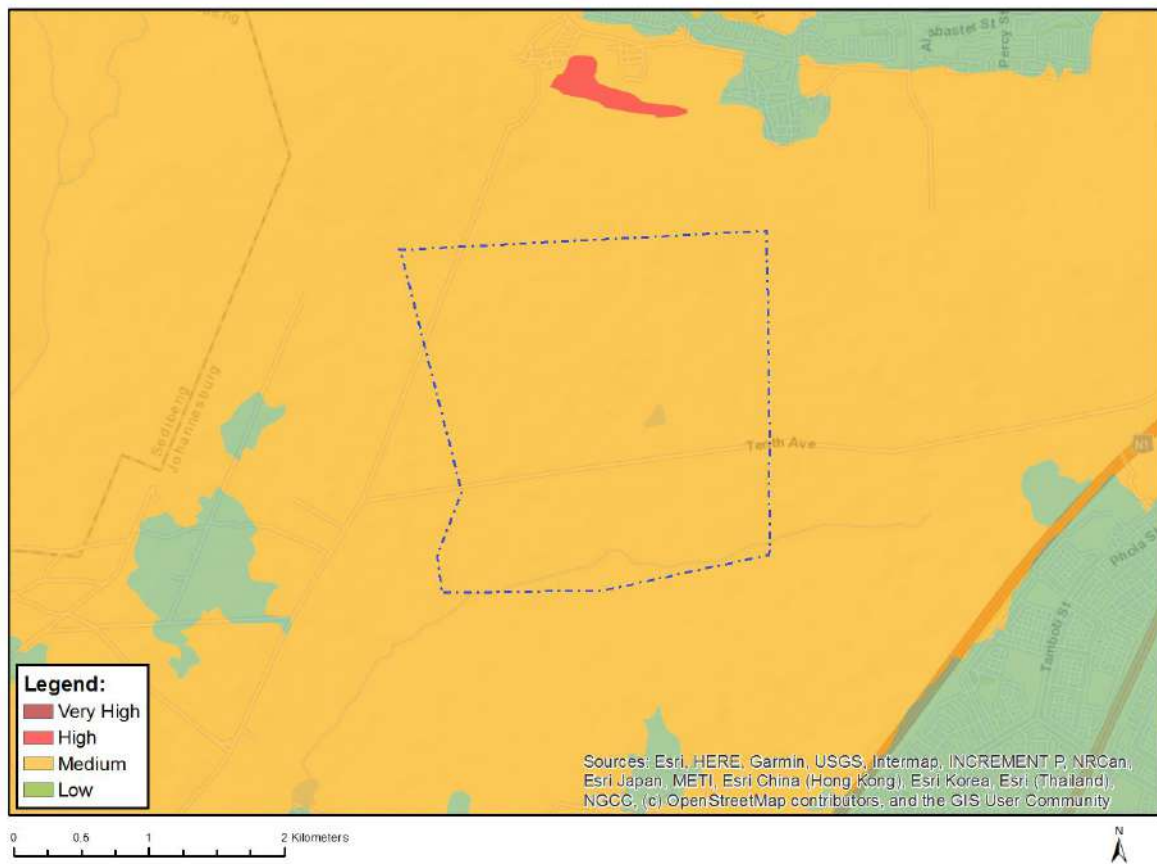 Alabastel St
Percy St
Sedibeng
Johannesburg
Tenth Ave
N1
Phola St
Tamboti St
Legend:
Very High
High
Medium
Low
Sources: Esri, HERE, Garmin, USGS, Intermap, INCREMENT P, NRCan,
Esri Japan, METI, Esri China (Hong Kong), Esri Korea, Esri (Thailand),
NGCC, (c) OpenStreetMap contributors, and the GIS User Community
0 0.5 1 2 Kilometers
N